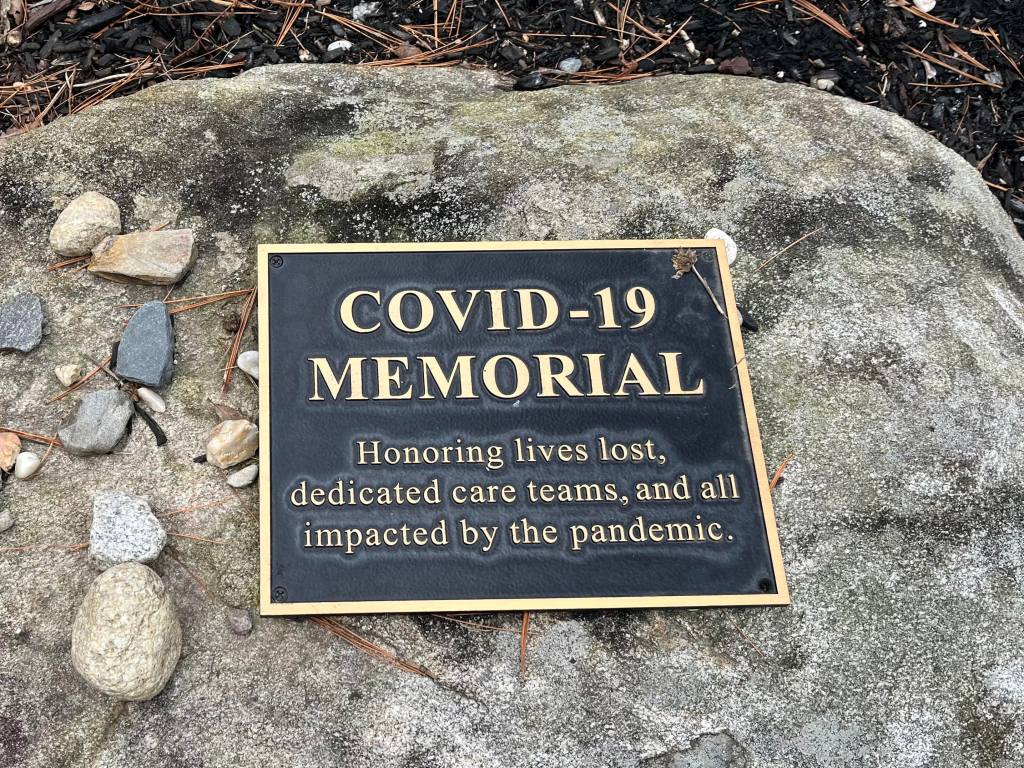 COVID-19
MEMORIAL
Honoring lives lost,
dedicated care teams, and all
impacted by the pandemic.